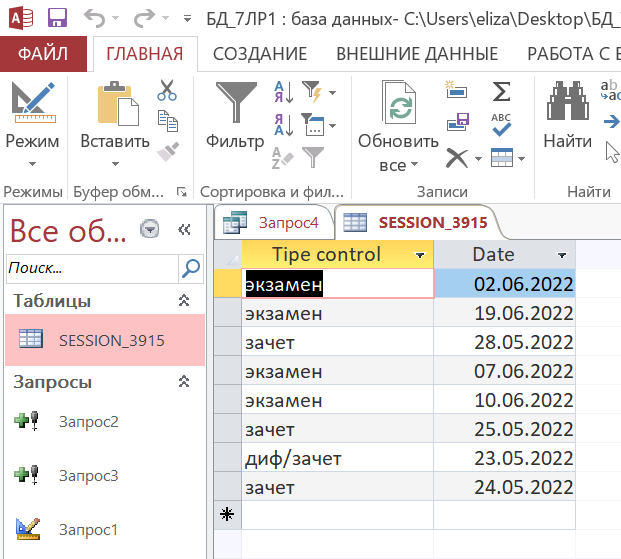 БД_7ЛР1 : база данных- C:\Users\eliza\Desktop\БД_
ФАЙЛ ГЛАВНАЯ СОЗДАНИЕ ВНЕШНИЕ ДАННЫЕ РАБОТА С
Режим Вставить Фильтр Обновить все Найти
Режимы Буфер обм... Сортировка и фил... Записи Найти
Все об... Запрос4 SESSION_3915
Поиск...
Таблицы
SESSION_3915
Запросы
Запрос2
Запрос3
Запрос1
Tipe control Date
экзамен 02.06.2022
экзамен 19.06.2022
зачет 28.05.2022
экзамен 07.06.2022
экзамен 10.06.2022
зачет 25.05.2022
диф/зачет 23.05.2022
зачет 24.05.2022